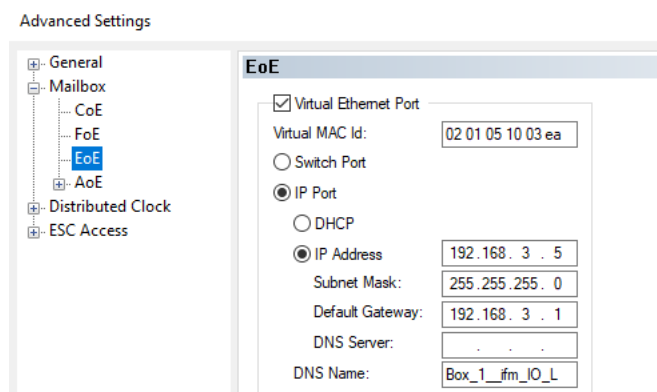 Advanced Settings
General
Mailbox
CoE
FoE
EoE
AoE
Distributed Clock
ESC Access
EoE
Virtual Ethernet Port
Virtual MAC Id: 02 01 05 10 03 ea
Switch Port
IP Port
DHCP
IP Address 192.168. 3 . 5
Subnet Mask: 255.255.255. 0
Default Gateway: 192.168. 3 . 1
DNS Server: . . .
DNS Name: Box_1__ifm_IO_L